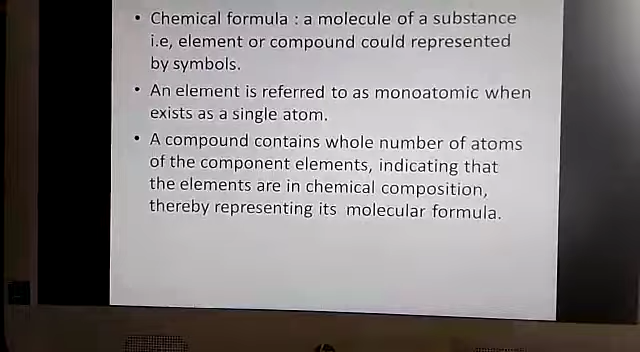 • Chemical formula : a molecule of a substance
i.e, element or compound could represented
by symbols.
• An element is referred to as monoatomic when
exists as a single atom.
• A compound contains whole number of atoms
of the component elements, indicating that
the elements are in chemical composition,
thereby representing its molecular formula.